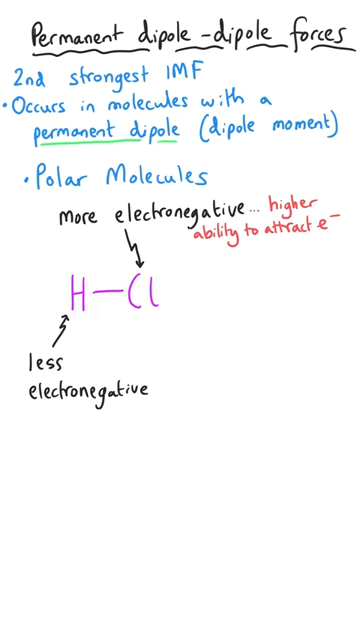 Permanent dipole - dipole forces
2nd strongest IMF
• Occurs in molecules with a
permanent dipole (dipole moment)
• Polar Molecules
more electronegative... higher
ability to attract e⁻
H — Cl
less
electronegative